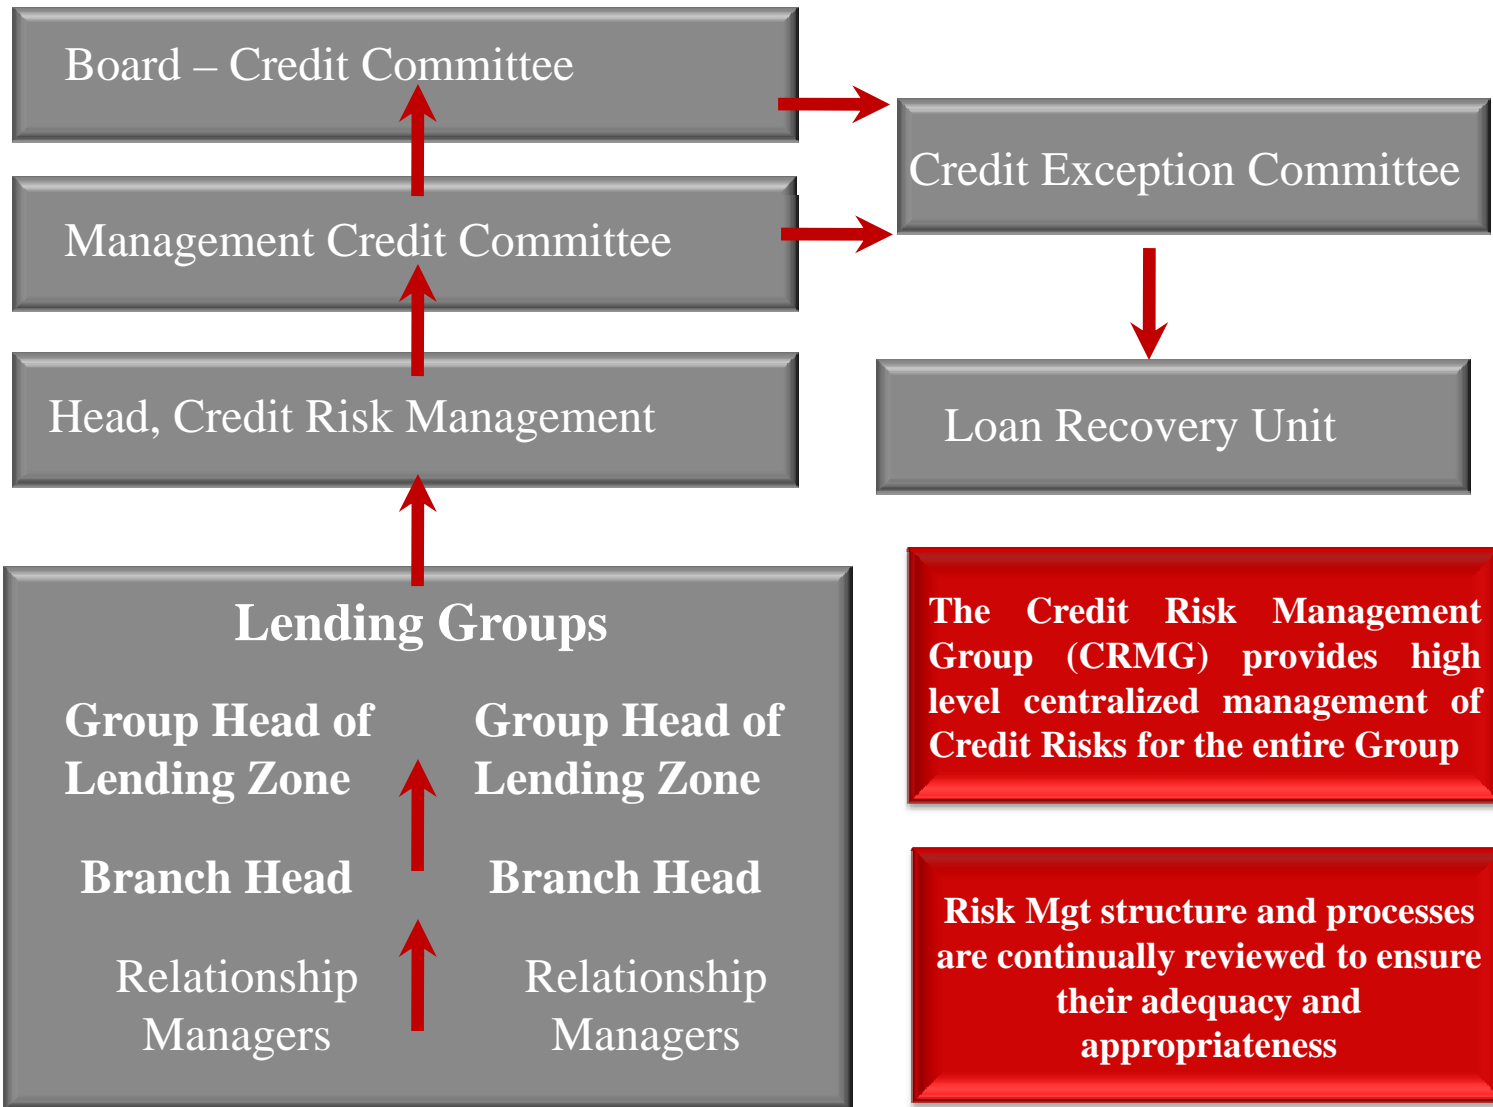 Board – Credit Committee
Credit Exception Committee
Management Credit Committee
Head, Credit Risk Management
Loan Recovery Unit
Lending Groups
Group Head of
Lending Zone
Group Head of
Lending Zone
Branch Head
Branch Head
Relationship
Managers
Relationship
Managers
The Credit Risk Management
Group (CRMG) provides high
level centralized management of
Credit Risks for the entire Group
Risk Mgt structure and processes
are continually reviewed to ensure
their adequacy and
appropriateness